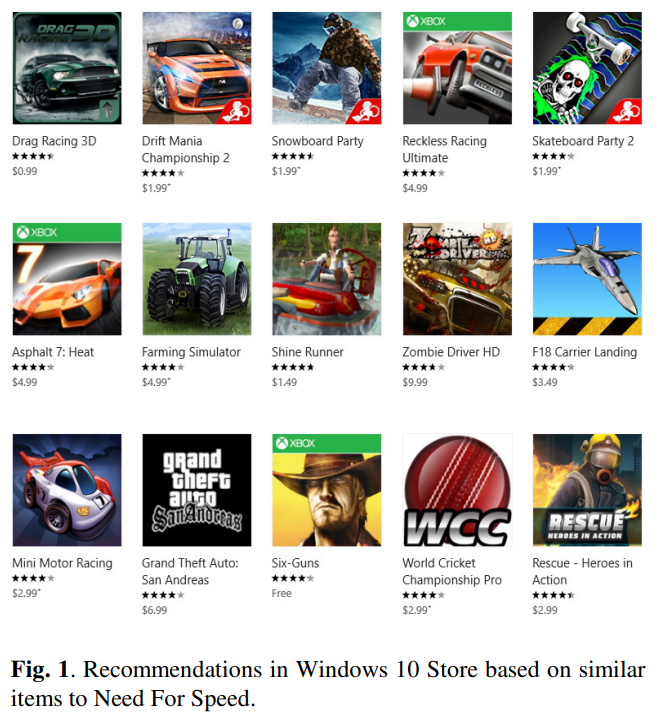 DRAG
RACING 3D
XBOX
RECKLESS
Drag Racing 3D
$0.99
Drift Mania
Championship 2
$1.99*
Snowboard Party
$1.99*
Reckless Racing
Ultimate
$4.99
Skateboard Party 2
$1.99*
XBOX
7
ZOMBIE HD
DRIVER
Asphalt 7: Heat
$4.99
Farming Simulator
$4.99*
Shine Runner
$1.49
Zombie Driver HD
$9.99
F18 Carrier Landing
$3.49
7
grand
theft
auto
SanAndreas
XBOX
WCC
RESCUE
HEROES IN ACTION
Mini Motor Racing
$2.99*
Grand Theft Auto:
San Andreas
$6.99
Six-Guns
Free
World Cricket
Championship Pro
$2.99*
Rescue - Heroes in
Action
$2.99
Fig. 1. Recommendations in Windows 10 Store based on similar
items to Need For Speed.